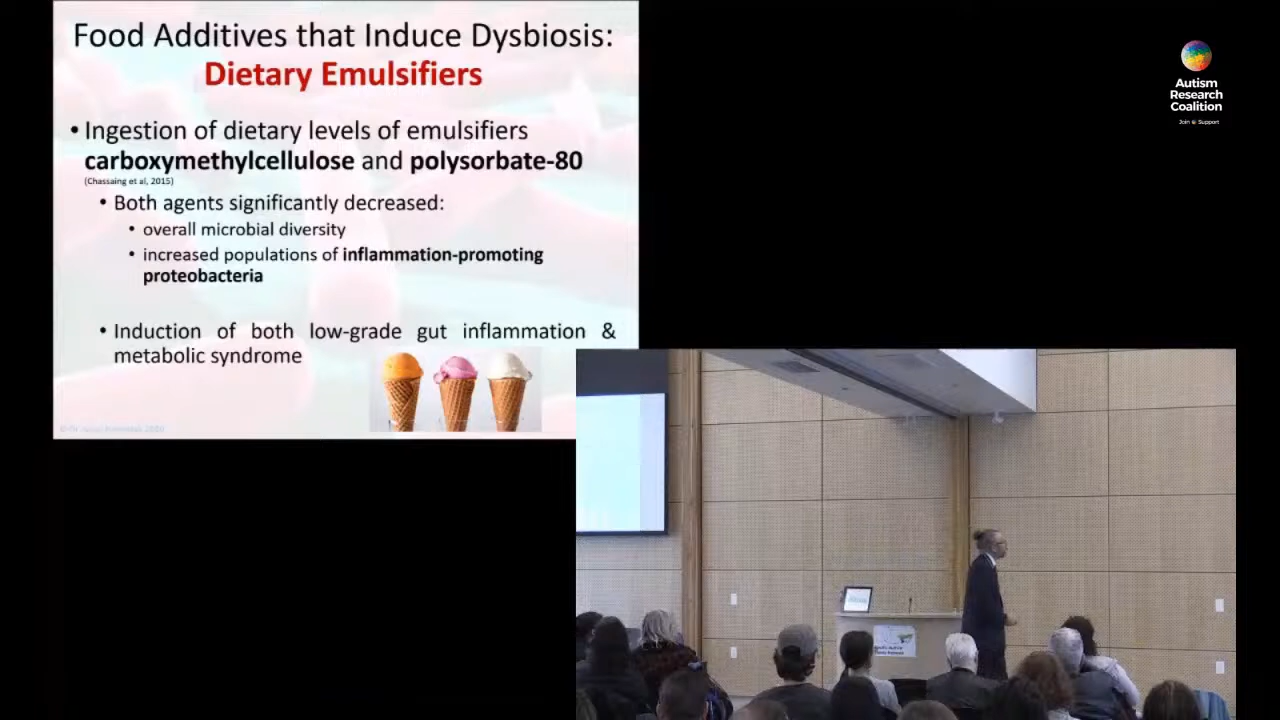 Food Additives that Induce Dysbiosis:
Dietary Emulsifiers
• Ingestion of dietary levels of emulsifiers
carboxymethylcellulose and polysorbate-80
(Chassaing et al, 2015)
• Both agents significantly decreased:
• overall microbial diversity
• increased populations of inflammation-promoting
proteobacteria
• Induction of both low-grade gut inflammation &
metabolic syndrome
Autism
Research
Coalition
Join & Support